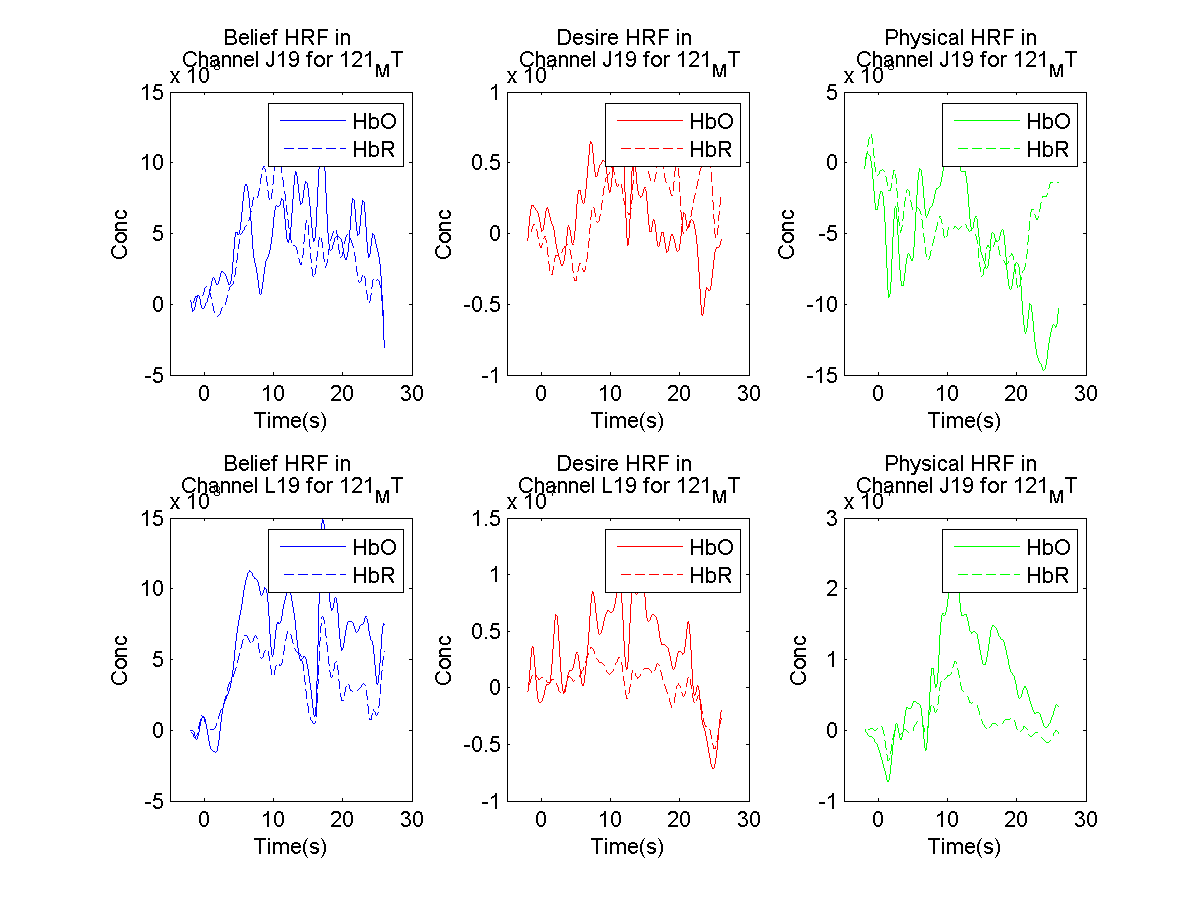 Belief HRF in
Channel J19 for 121MT
x 10
15
10
5
0
-5
0
10
20
30
Conc
Time(s)
HbO
HbR
Desire HRF in
Channel J19 for 121MT
x 10
1
0.5
0
-0.5
-1
0
10
20
30
Conc
Time(s)
HbO
HbR
Physical HRF in
Channel J19 for 121MT
x 10
5
0
-5
-10
-15
0
10
20
30
Conc
Time(s)
HbO
HbR
Belief HRF in
Channel L19 for 121MT
x 10
15
10
5
0
-5
0
10
20
30
Conc
Time(s)
HbO
HbR
Desire HRF in
Channel L19 for 121MT
x 10
1.5
1
0.5
0
-0.5
-1
0
10
20
30
Conc
Time(s)
HbO
HbR
Physical HRF in
Channel J19 for 121MT
x 10
3
2
1
0
-1
0
10
20
30
Conc
Time(s)
HbO
HbR